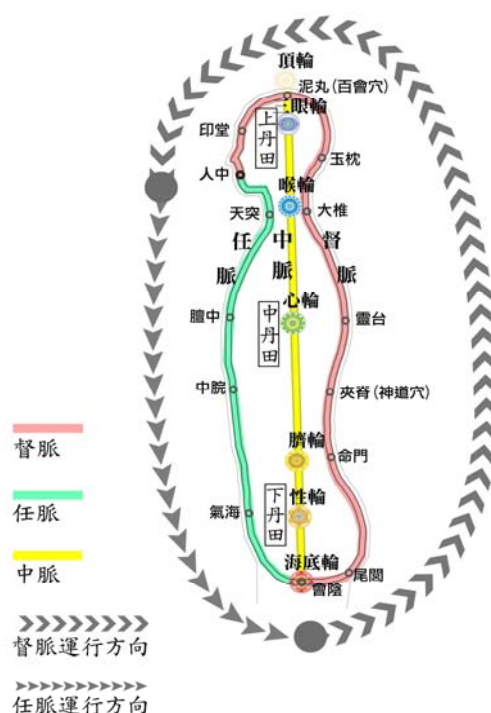 頂輪
泥丸(百會穴)
三眼輪
上丹田
印堂
玉枕
人中
喉輪
天突
大椎
任脈
中脈
督脈
心輪
膻中
中丹田
靈台
中脘
夾脊(神道穴)
臍輪
命門
下丹田
性輪
氣海
海底輪
會陰
尾閭
督脈
任脈
中脈
督脈運行方向
任脈運行方向